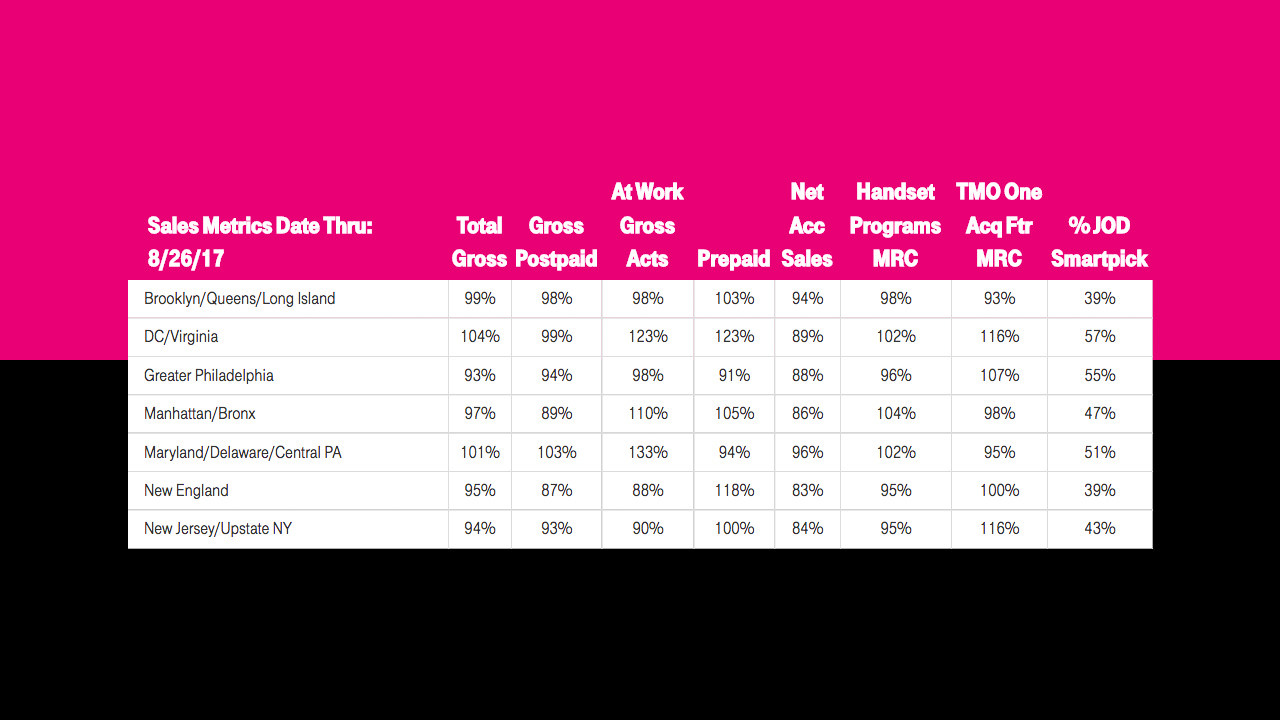 At Work Net Handset TMO One
Sales Metrics Date Thru: Total Gross Gross Acc Programs Acq Ftr % JOD
8/26/17 Gross Postpaid Acts Prepaid Sales MRC MRC Smartpick
Brooklyn/Queens/Long Island 99% 98% 98% 103% 94% 98% 93% 39%
DC/Virginia 104% 99% 123% 123% 89% 102% 116% 57%
Greater Philadelphia 93% 94% 98% 91% 88% 96% 107% 55%
Manhattan/Bronx 97% 89% 110% 105% 86% 104% 98% 47%
Maryland/Delaware/Central PA 101% 103% 133% 94% 96% 102% 95% 51%
New England 95% 87% 88% 118% 83% 95% 100% 39%
New Jersey/Upstate NY 94% 93% 90% 100% 84% 95% 116% 43%